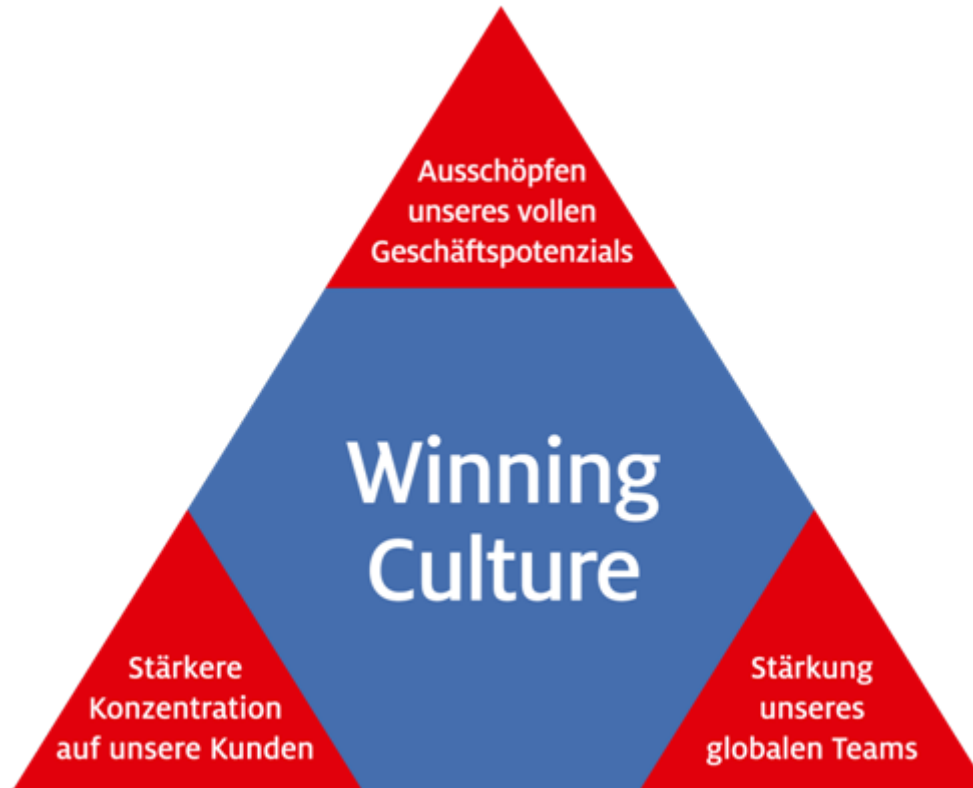 Ausschöpfen
unseres vollen
Geschäftspotenzials
Winning
Culture
Stärkere
Konzentration
auf unsere Kunden
Stärkung
unseres
globalen Teams